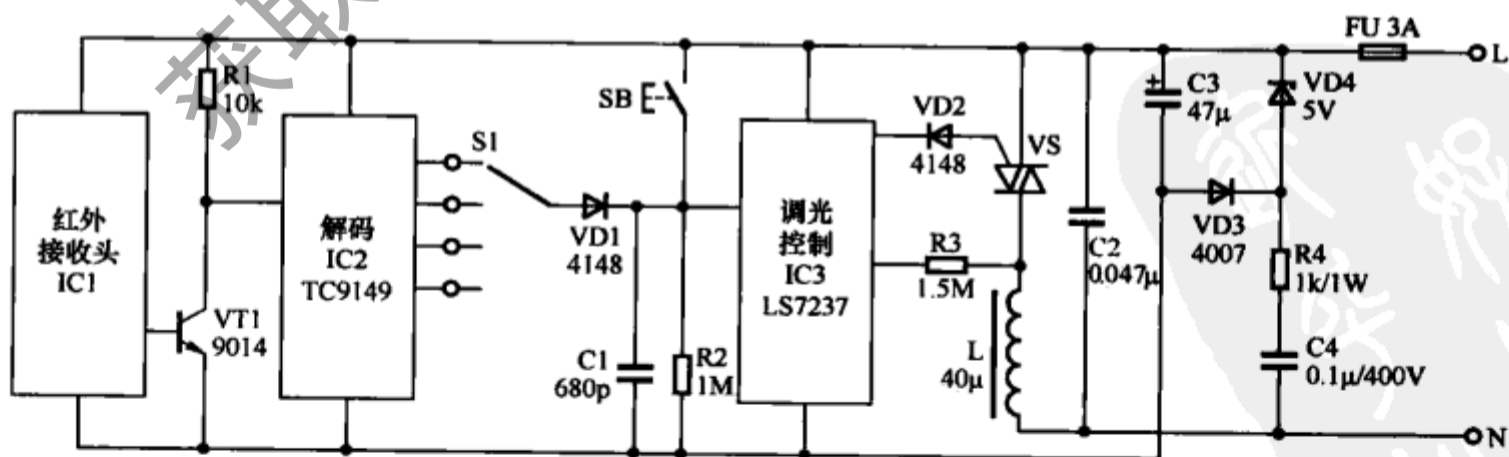 获取
FU 3A
L
R1
10k
SB
C3
47μ
VD4
5V
VD2
4148
VS
S1
红外
接收头
IC1
解码
IC2
TC9149
VD1
4148
调光
控制
IC3
LS7237
R3
1.5M
C2
0.047μ
VD3
4007
R4
1k/1W
VT1
9014
C1
680p
R2
1M
L
40μ
C4
0.1μ/400V
N